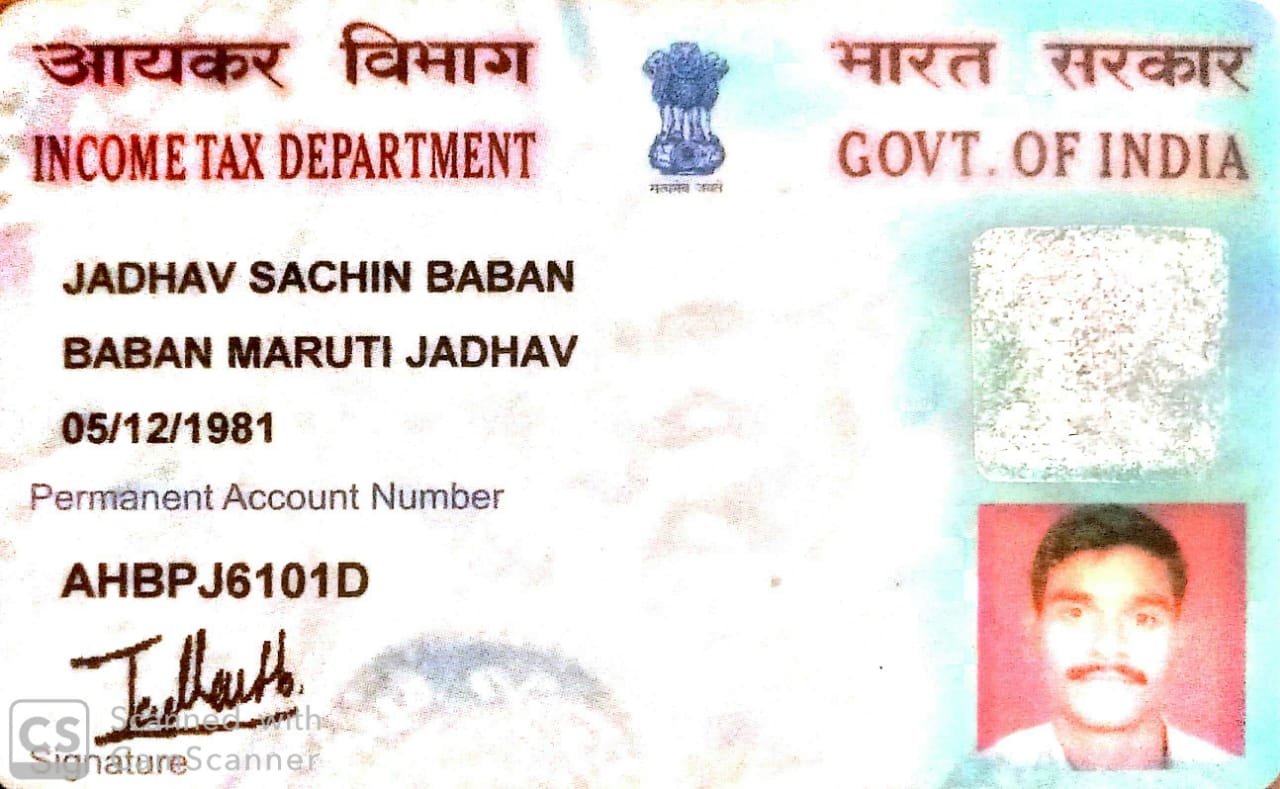 आयकर विभाग
भारत सरकार
INCOME TAX DEPARTMENT
GOVT. OF INDIA
सत्यमेव जयते
JADHAV SACHIN BABAN
BABAN MARUTI JADHAV
05/12/1981
Permanent Account Number
AHBPJ6101D
CS
Scanned with
CamScanner
Signature